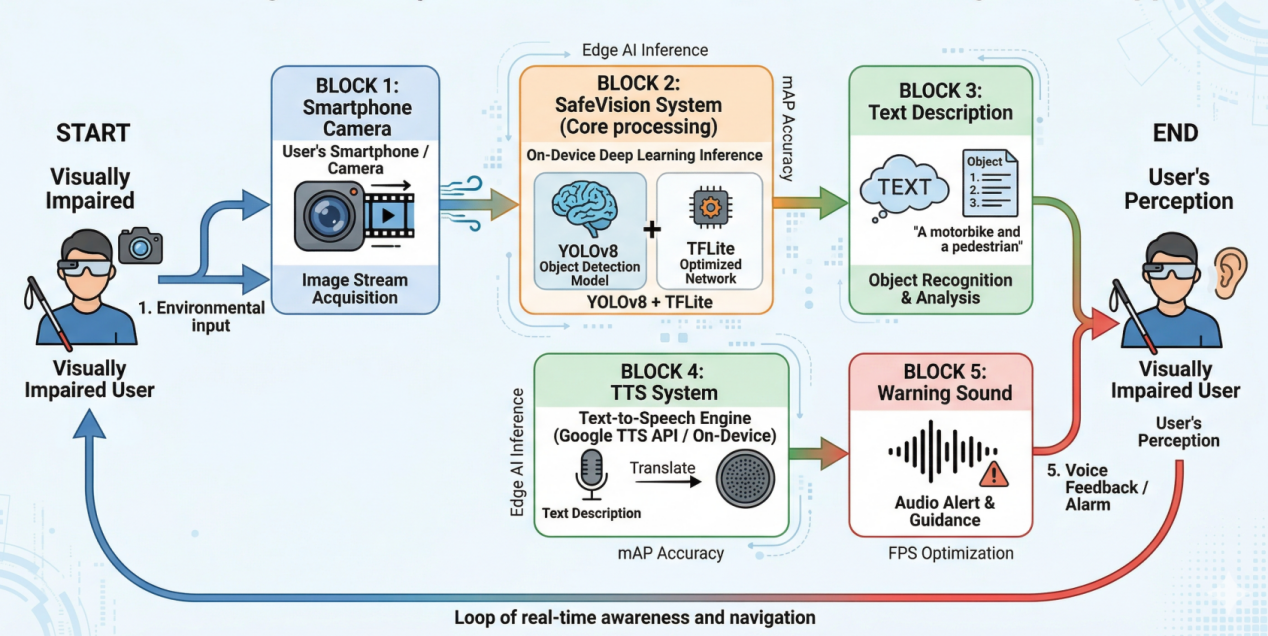 START
Visually
Impaired
1. Environmental
input
Visually
Impaired User
BLOCK 1:
Smartphone
Camera
User's Smartphone /
Camera
Image Stream
Acquisition
Edge AI Inference
BLOCK 2:
SafeVision System
(Core processing)
On-Device Deep Learning Inference
YOLOv8
Object Detection
Model
+
TFLite
Optimized
Network
YOLOv8 + TFLite
mAP Accuracy
BLOCK 3:
Text Description
TEXT
Object
1.
2.
3.
"A motorbike and
a pedestrian"
Object Recognition
& Analysis
END
User's
Perception
Visually
Impaired User
User's
Perception
Edge AI Inference
BLOCK 4:
TTS System
Text-to-Speech Engine
(Google TTS API / On-Device)
Translate
Text Description
mAP Accuracy
BLOCK 5:
Warning Sound
Audio Alert &
Guidance
FPS Optimization
5. Voice
Feedback /
Alarm
Loop of real-time awareness and navigation